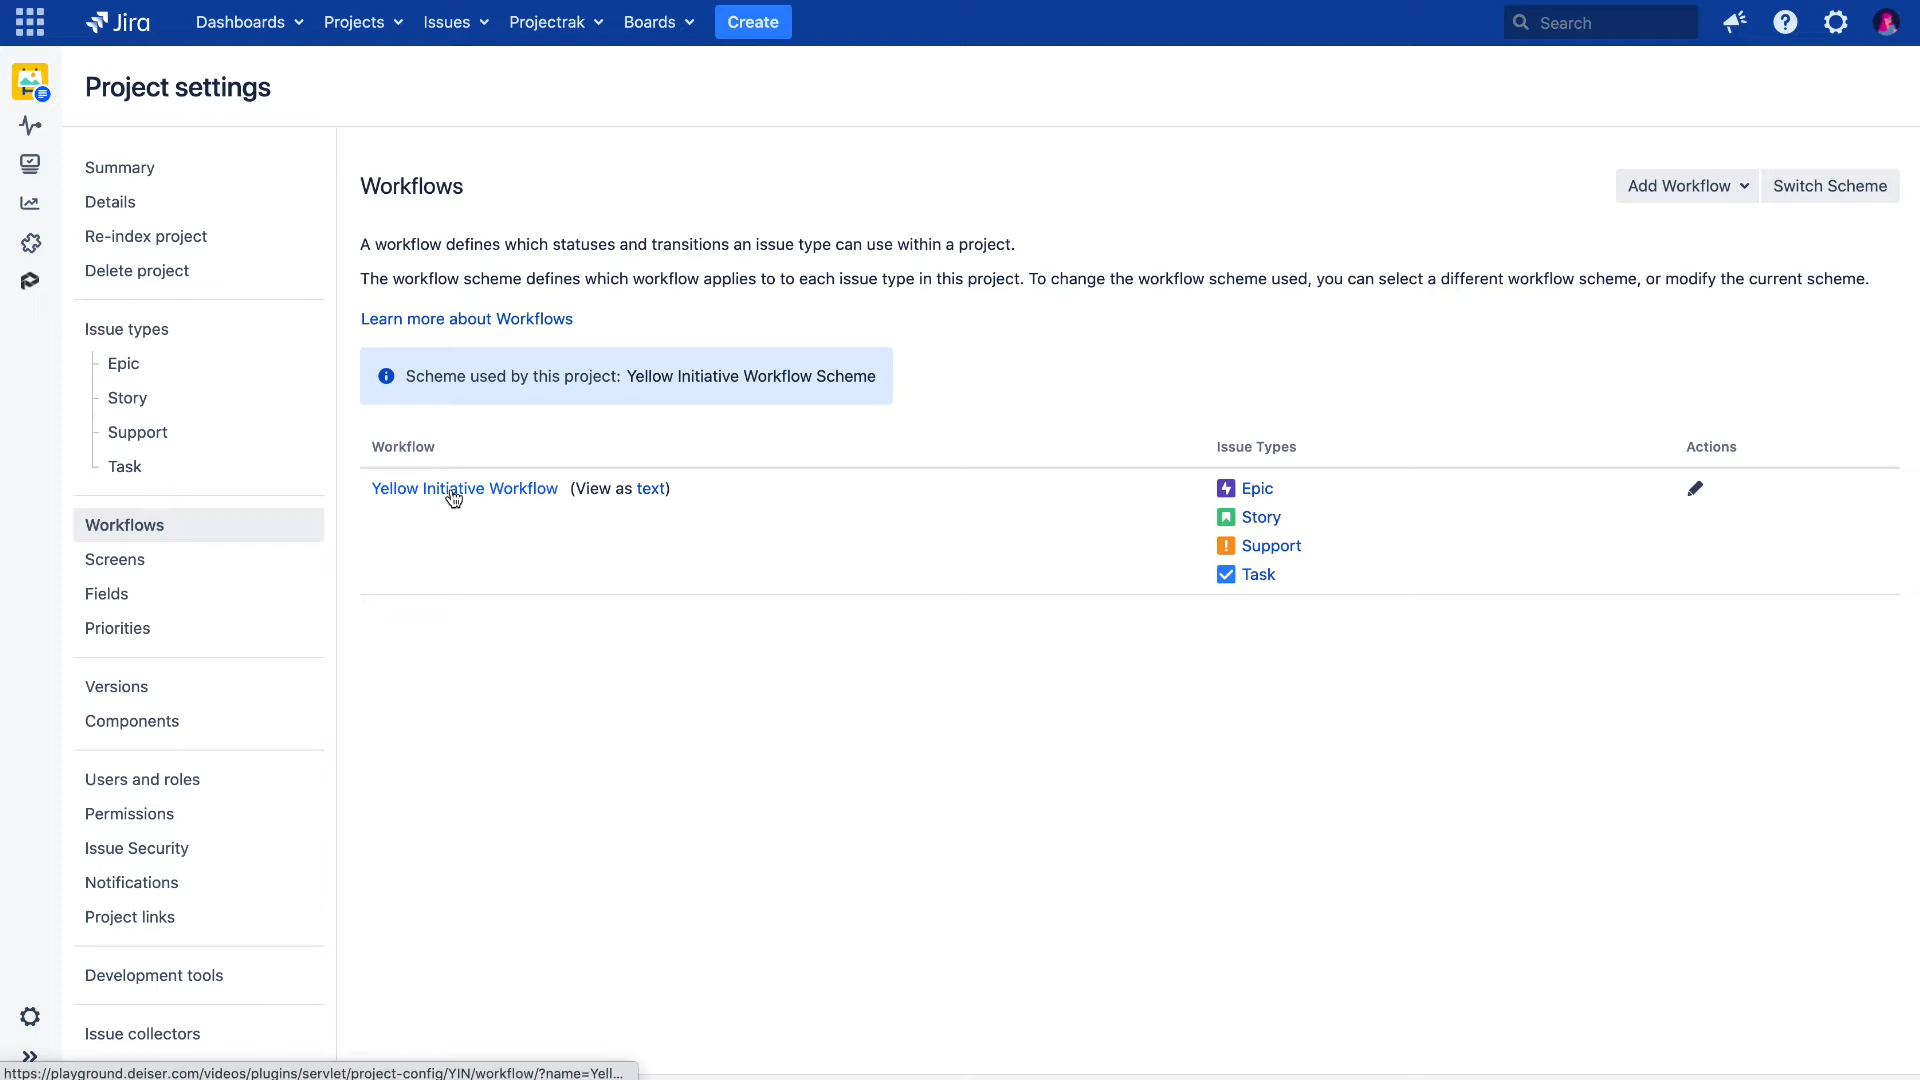 Jira Dashboards Projects Issues Projectrak Boards Create Search
Project settings
Summary
Details
Re-index project
Delete project
Issue types
Epic
Story
Support
Task
Workflows
Screens
Fields
Priorities
Versions
Components
Users and roles
Permissions
Issue Security
Notifications
Project links
Development tools
Issue collectors
Workflows
Add Workflow Switch Scheme
A workflow defines which statuses and transitions an issue type can use within a project.
The workflow scheme defines which workflow applies to to each issue type in this project. To change the workflow scheme used, you can select a different workflow scheme, or modify the current scheme.
Learn more about Workflows
Scheme used by this project: Yellow Initiative Workflow Scheme
Workflow Issue Types Actions
Yellow Initiative Workflow (View as text) Epic
Story
Support
Task
https://playground.deiser.com/videos/plugins/servlet/project-config/YIN/workflow/?name=Yell...